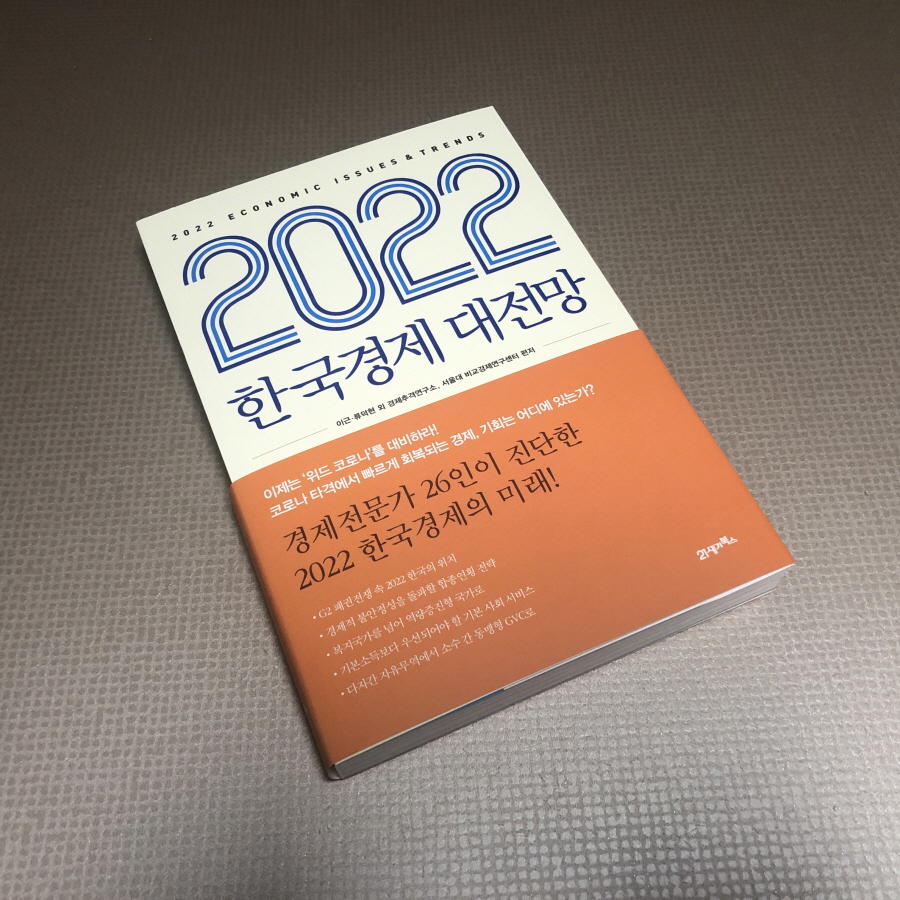 2022 ECONOMIC ISSUES & TRENDS
2022
한국경제 대전망
이근·류덕현 외 경제추격연구소, 서울대 비교경제연구센터 편저
이제는 '위드 코로나'를 대비하라!
코로나 타격에서 빠르게 회복되는 경제, 기회는 어디에 있는가?
경제전문가 26인이 진단한
2022 한국경제의 미래!
• G2 패권전쟁 속 2022 한국의 위치
• 경제적 불안정성을 돌파할 합종연횡 전략
• 복지국가를 넘어 역량증진형 국가로
• 기본소득보다 우선되어야 할 기본 사회 서비스
• 다자간 자유무역에서 소수 간 동맹형 GVC로
21세기북스